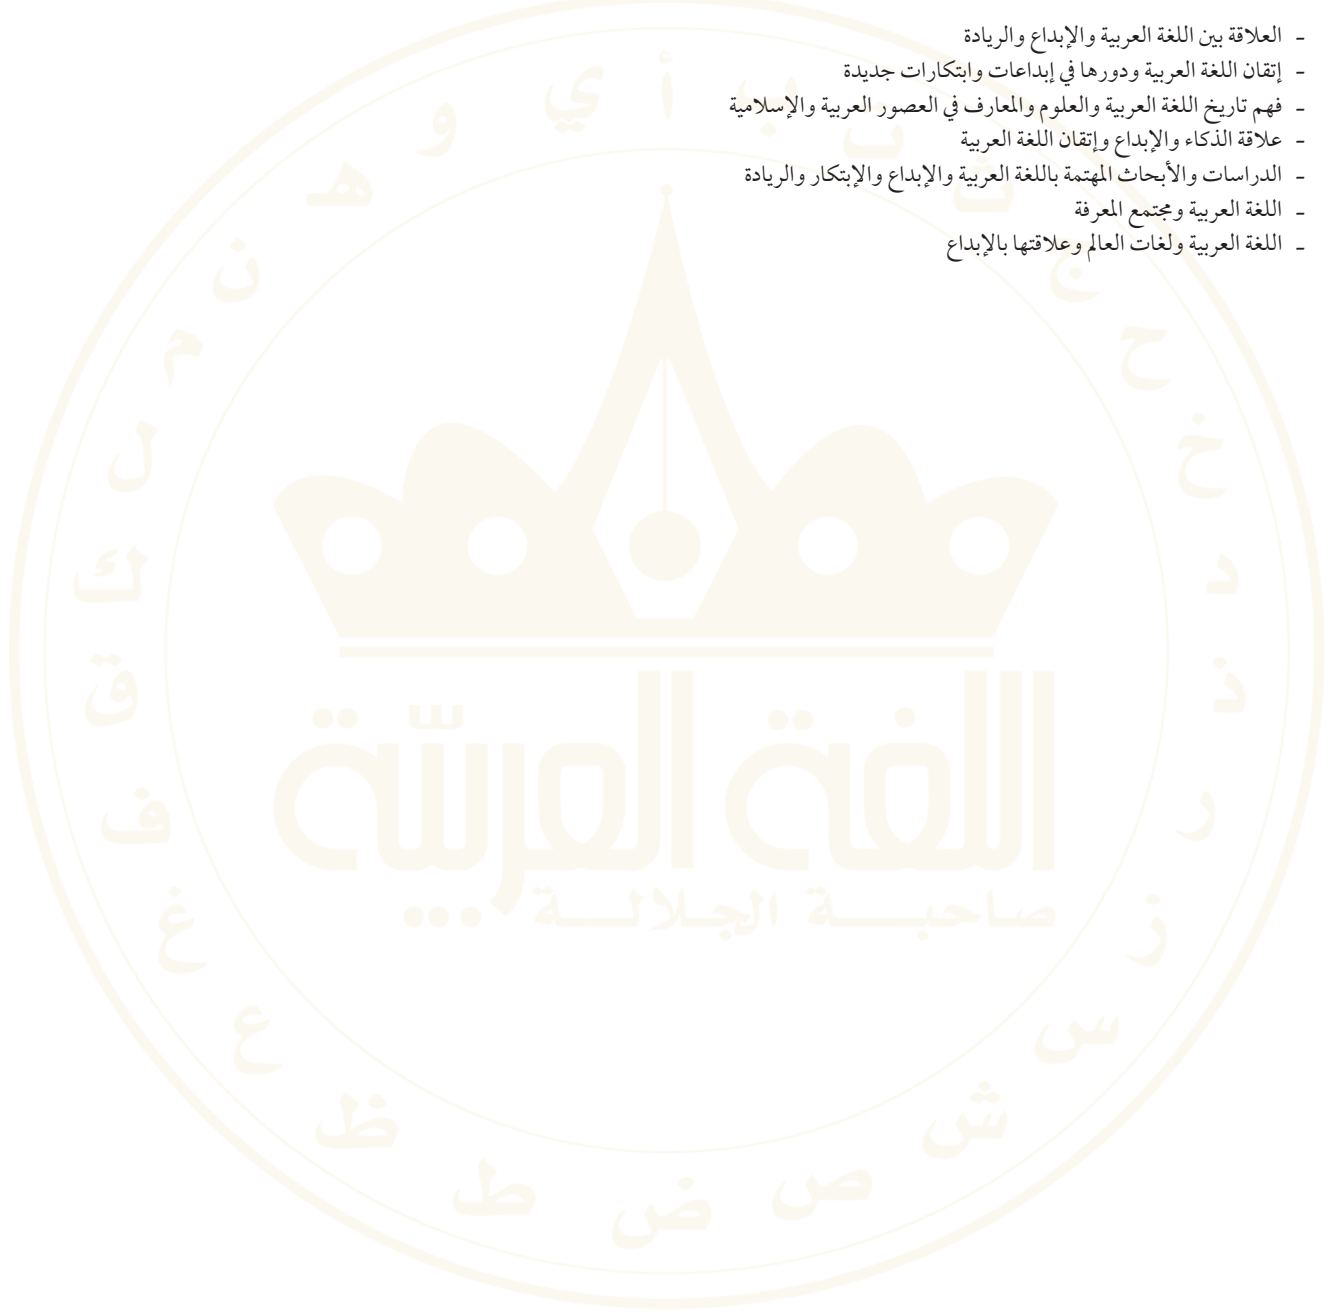 - العلاقة بين اللغة العربية والإبداع والريادة
- إتقان اللغة العربية ودورها في إبداعات وابتكارات جديدة
- فهم تاريخ اللغة العربية والعلوم والمعارف في العصور العربية والإسلامية
- علاقة الذكاء والإبداع وإتقان اللغة العربية
- الدراسات والأبحاث المهتمة باللغة العربية والإبداع والإبتكار والريادة
- اللغة العربية ومجتمع المعرفة
- اللغة العربية ولغات العالم وعلاقتها بالإبداع
أ ب ت ث ج ح خ د ذ ر ز س ش ص ض ط ظ ع غ ف ق ك ل م ن هـ و ي
اللغة العربية
صاحبة الجلالة ...